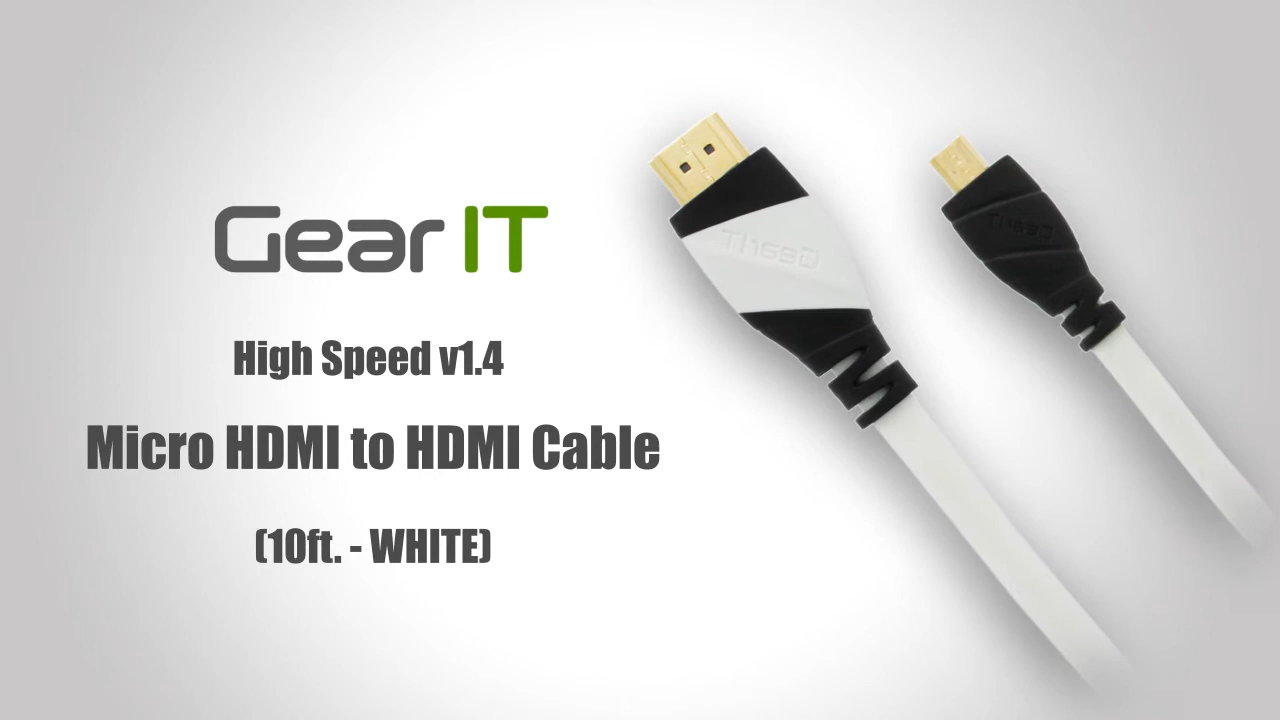 Gear IT
High Speed v1.4
Micro HDMI to HDMI Cable
(10ft. - WHITE)